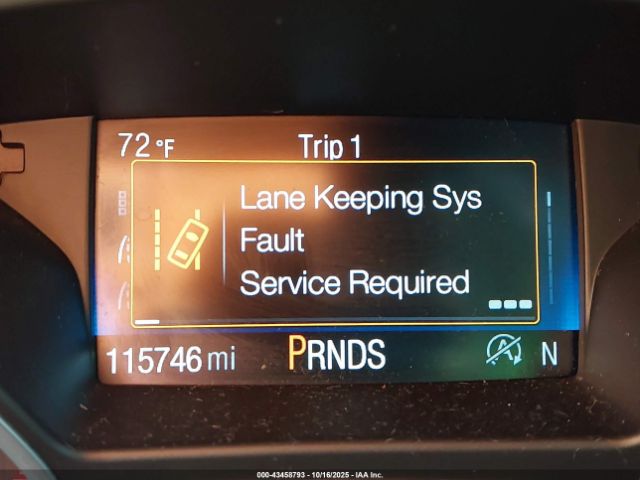 72°F Trip 1
Lane Keeping Sys
Fault
Service Required
115746 mi PRNDS A N
000-43458793 - 10/16/2025 - IAA Inc.